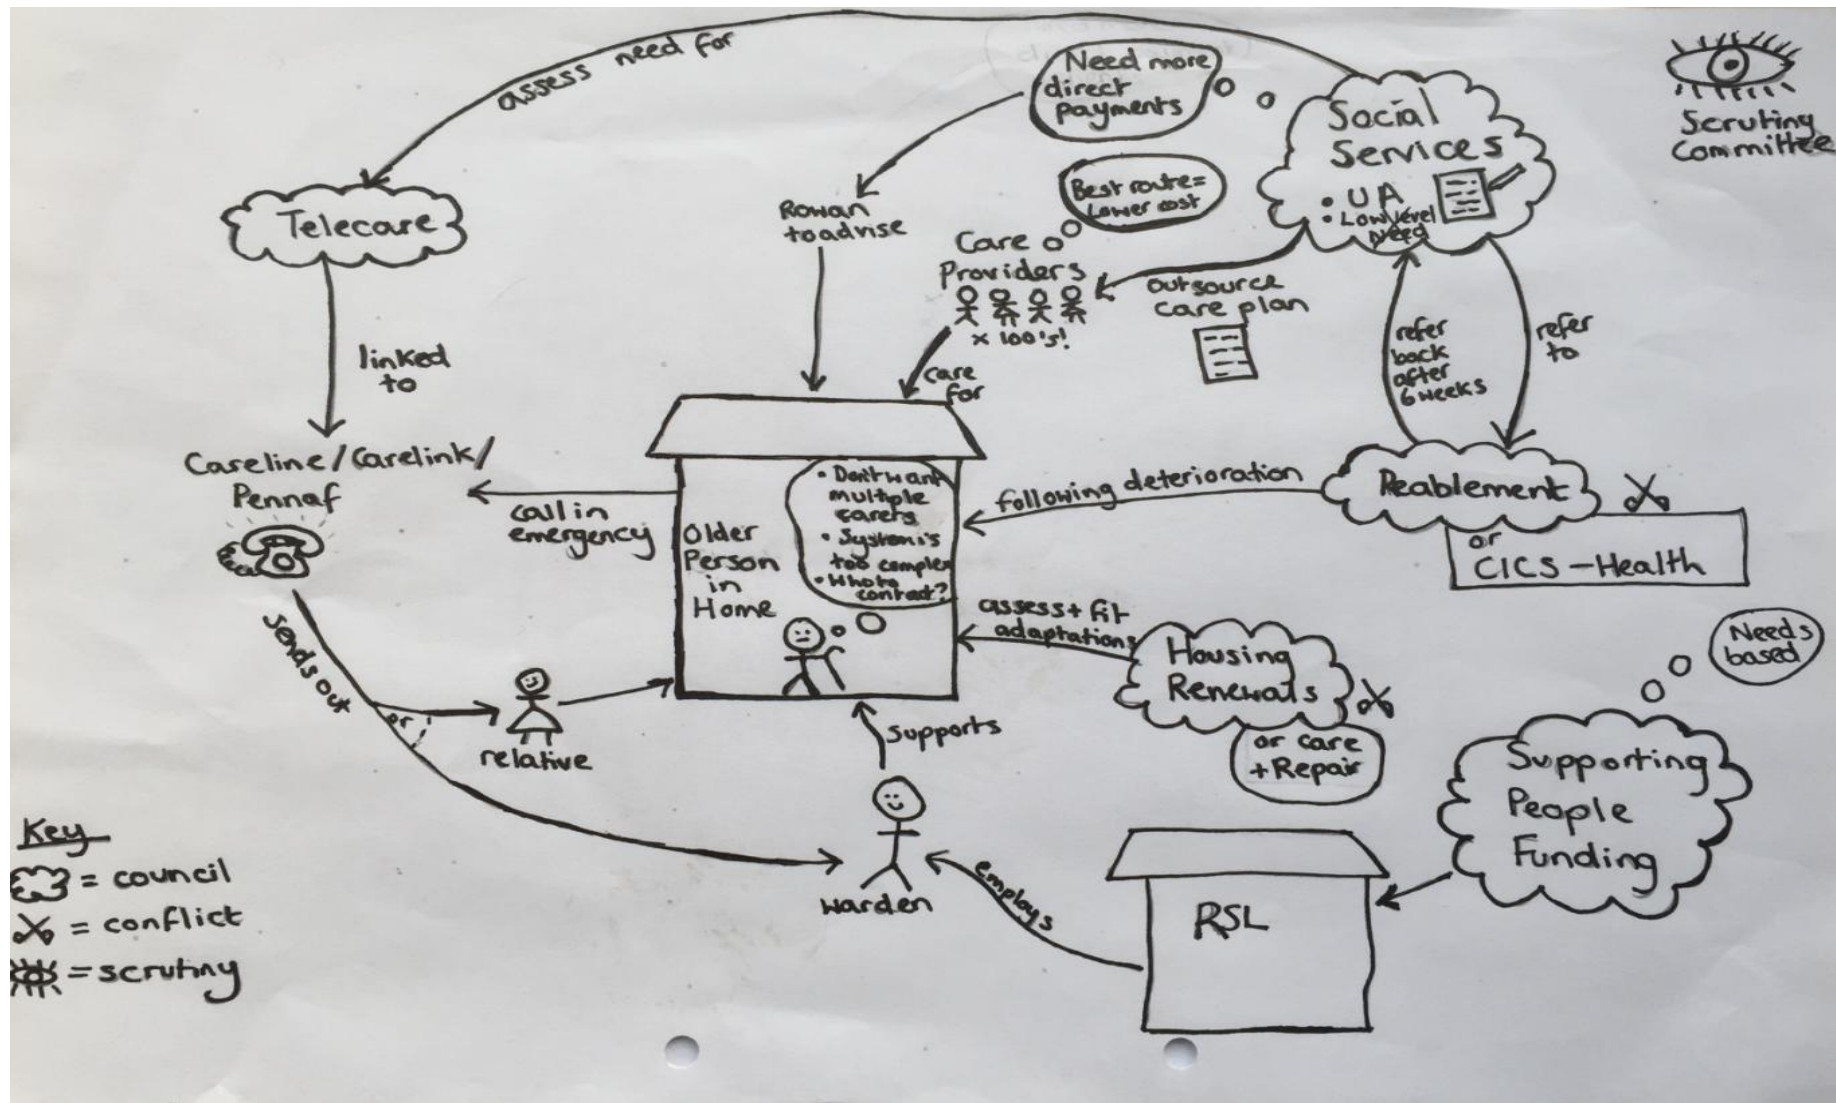 assess need for
Need more
direct
payments
Social
Services
• UA
• Low level
Need
Scrutiny
Committee
Telecare
Rowan
to advise
Best route=
Lower cost
Care
Providers
x 100's!
outsource
care plan
care
for
refer
back
after
6 weeks
refer
to
linked
to
Careline/Carelink/
Pennaf
call in
emergency
Older
Person
in
Home
• Don't want
multiple
carers
• System is
too complex
• Who to
contact?
following deterioration
Reablement
or
CICS - Health
assess + fit
adaptations
Housing
Renewals
or care
+ Repair
Needs
based
Supporting
People
Funding
sends out
or
relative
supports
warden
employs
RSL
Key
= council
= conflict
= scrutiny